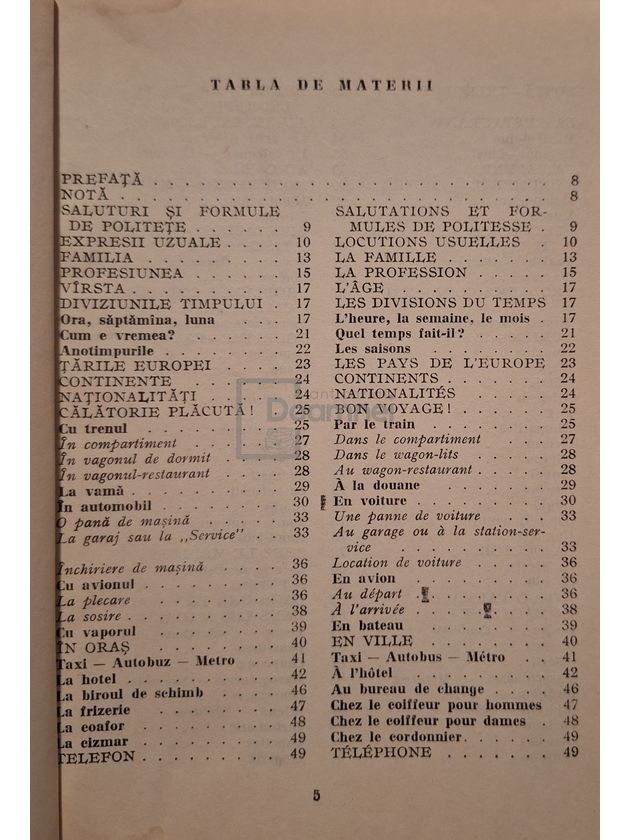 TABLA DE MATERII
PREFAȚĂ . . . . . . . . . . . . . . . . . . . . . . 8
NOTĂ . . . . . . . . . . . . . . . . . . . . . . . 8
SALUTURI ȘI FORMULE
DE POLITEȚE . . . . . . 9
EXPRESII UZUALE . . . . 10
FAMILIA . . . . . . . . 13
PROFESIUNEA . . . . . . 15
VÎRSTA . . . . . . . . 17
DIVIZIUNILE TIMPULUI . 17
Ora, săptămîna, luna . . . 17
Cum e vremea? . . . . . 21
Anotimpurile . . . . . . 22
ȚĂRILE EUROPEI . . . . 23
CONTINENTE . . . . . . 24
NAȚIONALITĂȚI . . . . . 24
CĂLĂTORIE PLĂCUTĂ! . . 25
Cu trenul . . . . . . . 25
În compartiment . . . . . 27
În vagonul de dormit . . . 28
În vagonul-restaurant . . . 28
La vamă . . . . . . . . 29
În automobil . . . . . . 30
O pană de mașină . . . . 33
La garaj sau la „Service” . . 33
Închiriere de mașină . . . . 36
Cu avionul . . . . . . . 36
La plecare . . . . . . . 36
La sosire . . . . . . . . 38
Cu vaporul . . . . . . . 39
ÎN ORAȘ . . . . . . . . 40
Taxi — Autobuz — Metro . . 41
La hotel . . . . . . . . 42
La biroul de schimb . . . 46
La frizerie . . . . . . . 47
La coafor . . . . . . . 48
La cizmar . . . . . . . 49
TELEFON . . . . . . . . 49
SALUTATIONS ET FOR-
MULES DE POLITESSE . 9
LOCUTIONS USUELLES . 10
LA FAMILLE . . . . . . 13
LA PROFESSION . . . . 15
L'ÂGE . . . . . . . . . 17
LES DIVISIONS DU TEMPS 17
L'heure, la semaine, le mois . 17
Quel temps fait-il? . . . . 21
Les saisons . . . . . . . 22
LES PAYS DE L'EUROPE 23
CONTINENTS . . . . . . 24
NATIONALITÉS . . . . . 24
BON VOYAGE! . . . . . 25
Par le train . . . . . . 25
Dans le compartiment . . . 27
Dans le wagon-lits . . . . 28
Au wagon-restaurant . . . . 28
À la douane . . . . . . 29
En voiture . . . . . . . 30
Une panne de voiture . . . 33
Au garage ou à la station-ser-
vice . . . . . . . . . 33
Location de voiture . . . . 36
En avion . . . . . . . . 36
Au départ . . . . . . . 36
À l'arrivée . . . . . . . 38
En bateau . . . . . . . 39
EN VILLE . . . . . . . 40
Taxi — Autobus — Métro . . 41
À l'hôtel . . . . . . . . 42
Au bureau de change . . . 46
Chez le coiffeur pour hommes 47
Chez le coiffeur pour dames . 48
Chez le cordonnier . . . . 49
TÉLÉPHONE . . . . . . 49
5